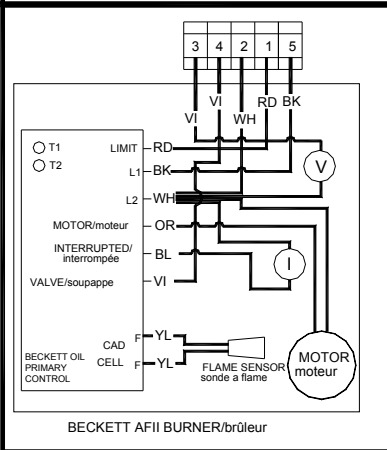 3 4 2 1 5
VI VI WH RD BK
T1
T2
LIMIT RD
L1 BK
L2 WH
V
MOTOR/moteur OR
INTERRUPTED/
interrompée BL
I
VALVE/soupappe VI
CAD F YL
CELL F YL
BECKETT OIL
PRIMARY
CONTROL
FLAME SENSOR
sonde a flame
MOTOR
moteur
BECKETT AFII BURNER/brûleur